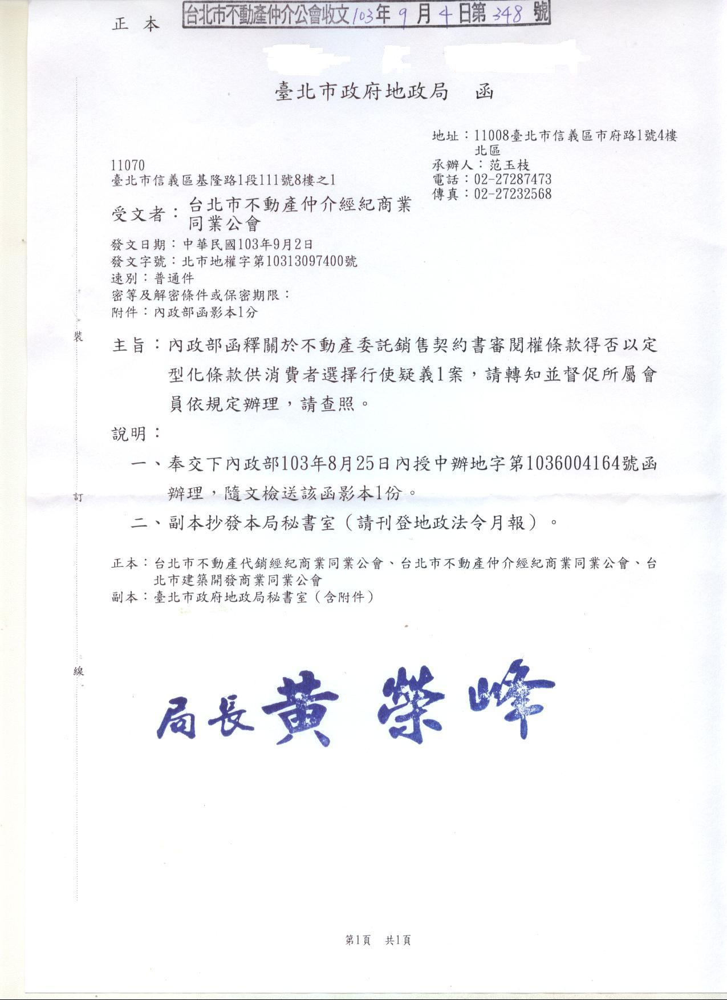 正本
台北市不動產仲介公會收文103年9月4日第348號
臺北市政府地政局 函
地址：11008臺北市信義區市府路1號4樓
北區
承辦人：范玉枝
電話：02-27287473
傳真：02-27232568
11070
臺北市信義區基隆路1段111號8樓之1
受文者：台北市不動產仲介經紀商業
同業公會
發文日期：中華民國103年9月2日
發文字號：北市地權字第10313097400號
速別：普通件
密等及解密條件或保密期限：
附件：內政部函影本1分
主旨：內政部函釋關於不動產委託銷售契約書審閱權條款得否以定
型化條款供消費者選擇行使疑義1案，請轉知並督促所屬會
員依規定辦理，請查照。
說明：
一、奉交下內政部103年8月25日內授中辦地字第1036004164號函
辦理，隨文檢送該函影本1份。
二、副本抄發本局秘書室（請刊登地政法令月報）。
正本：台北市不動產代銷經紀商業同業公會、台北市不動產仲介經紀商業同業公會、台
北市建築開發商業同業公會
副本：臺北市政府地政局秘書室（含附件）
裝
訂
線
局長黃榮峰
第1頁 共1頁